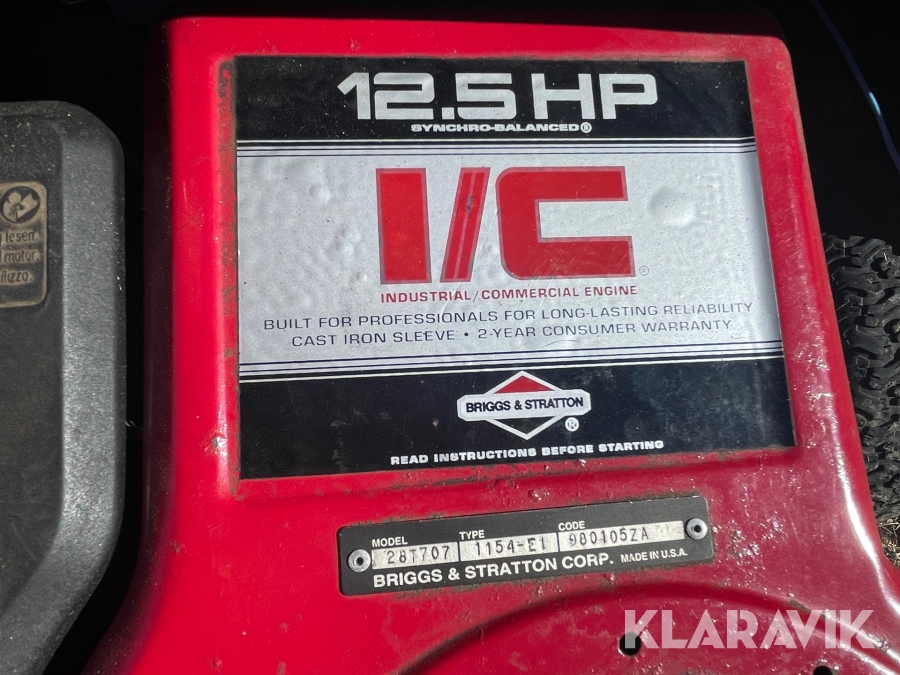 12.5 HP
SYNCHRO-BALANCED®
I/C®
INDUSTRIAL/COMMERCIAL ENGINE
BUILT FOR PROFESSIONALS FOR LONG-LASTING RELIABILITY
CAST IRON SLEEVE • 2-YEAR CONSUMER WARRANTY
BRIGGS & STRATTON
®
READ INSTRUCTIONS BEFORE STARTING
MODEL TYPE CODE
28T707 1154-E1 980105ZA
BRIGGS & STRATTON CORP. MADE IN U.S.A.
motor.
KLARAVIK